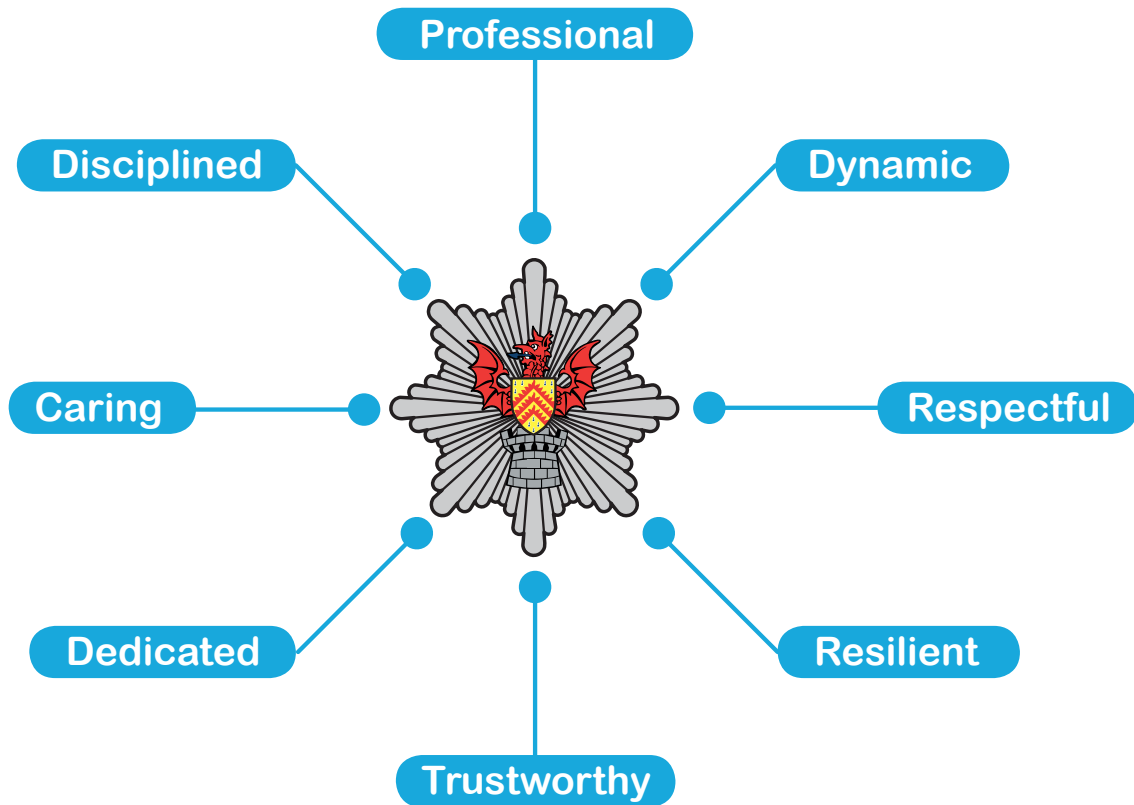 Professional
Disciplined
Dynamic
Caring
Respectful
Dedicated
Resilient
Trustworthy